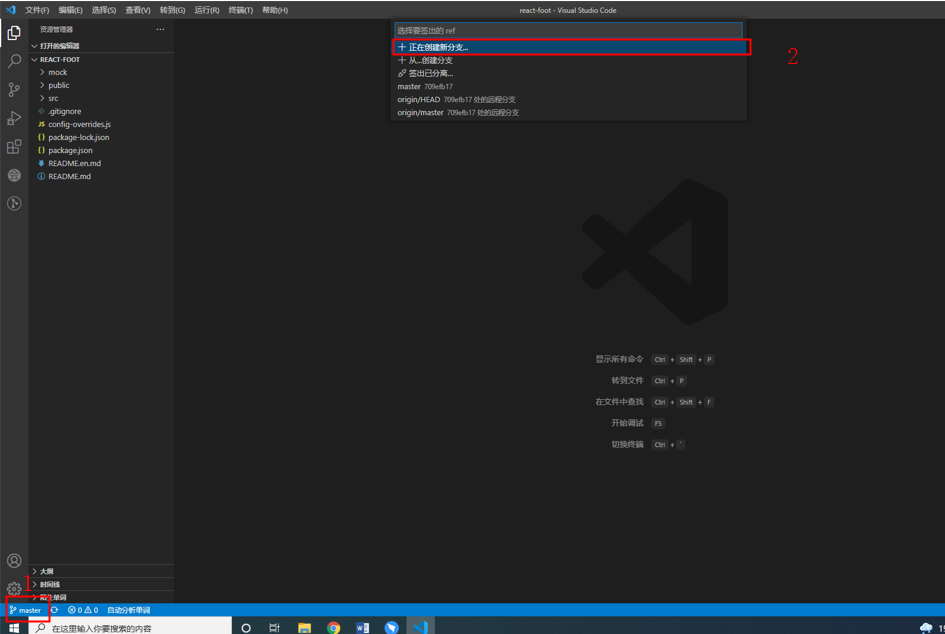 文件(F) 编辑(E) 选择(S) 查看(V) 转到(G) 运行(R) 终端(T) 帮助(H) react-foot - Visual Studio Code
资源管理器 ...
打开的编辑器
REACT-FOOT
mock
public
src
.gitignore
JS config-overrides.js
{} package-lock.json
{} package.json
README.en.md
README.md
选择要签出的 ref
正在创建新分支...
2
从...创建分支
签出已分离...
master 709efb17
origin/HEAD 709efb17 处的远程分支
origin/master 709efb17 处的远程分支
显示所有命令 Ctrl + Shift + P
转到文件 Ctrl + P
在文件中查找 Ctrl + Shift + F
开始调试 F5
切换终端 Ctrl + `
大纲
1
时间线
陌生单词
master 0 0 自动分析单词
在这里输入你要搜索的内容